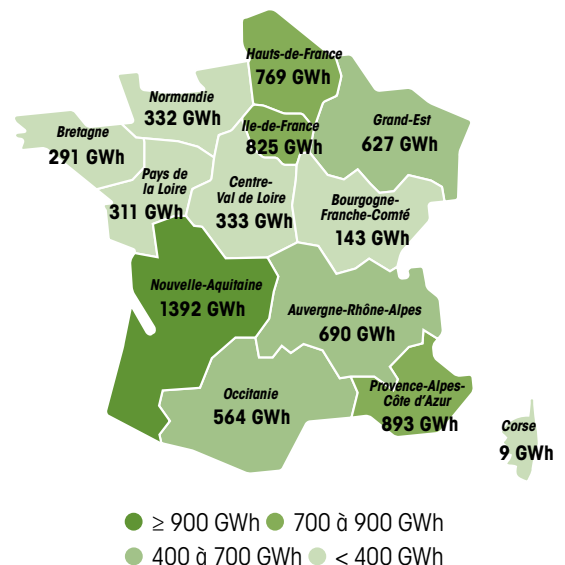 Hauts-de-France
769 GWh
Normandie
332 GWh
Ile-de-France
825 GWh
Grand-Est
627 GWh
Bretagne
291 GWh
Pays de
la Loire
311 GWh
Centre-
Val de Loire
333 GWh
Bourgogne-
Franche-Comté
143 GWh
Nouvelle-Aquitaine
1392 GWh
Auvergne-Rhône-Alpes
690 GWh
Occitanie
564 GWh
Provence-Alpes-
Côte d'Azur
893 GWh
Corse
9 GWh
≥ 900 GWh 700 à 900 GWh
400 à 700 GWh < 400 GWh